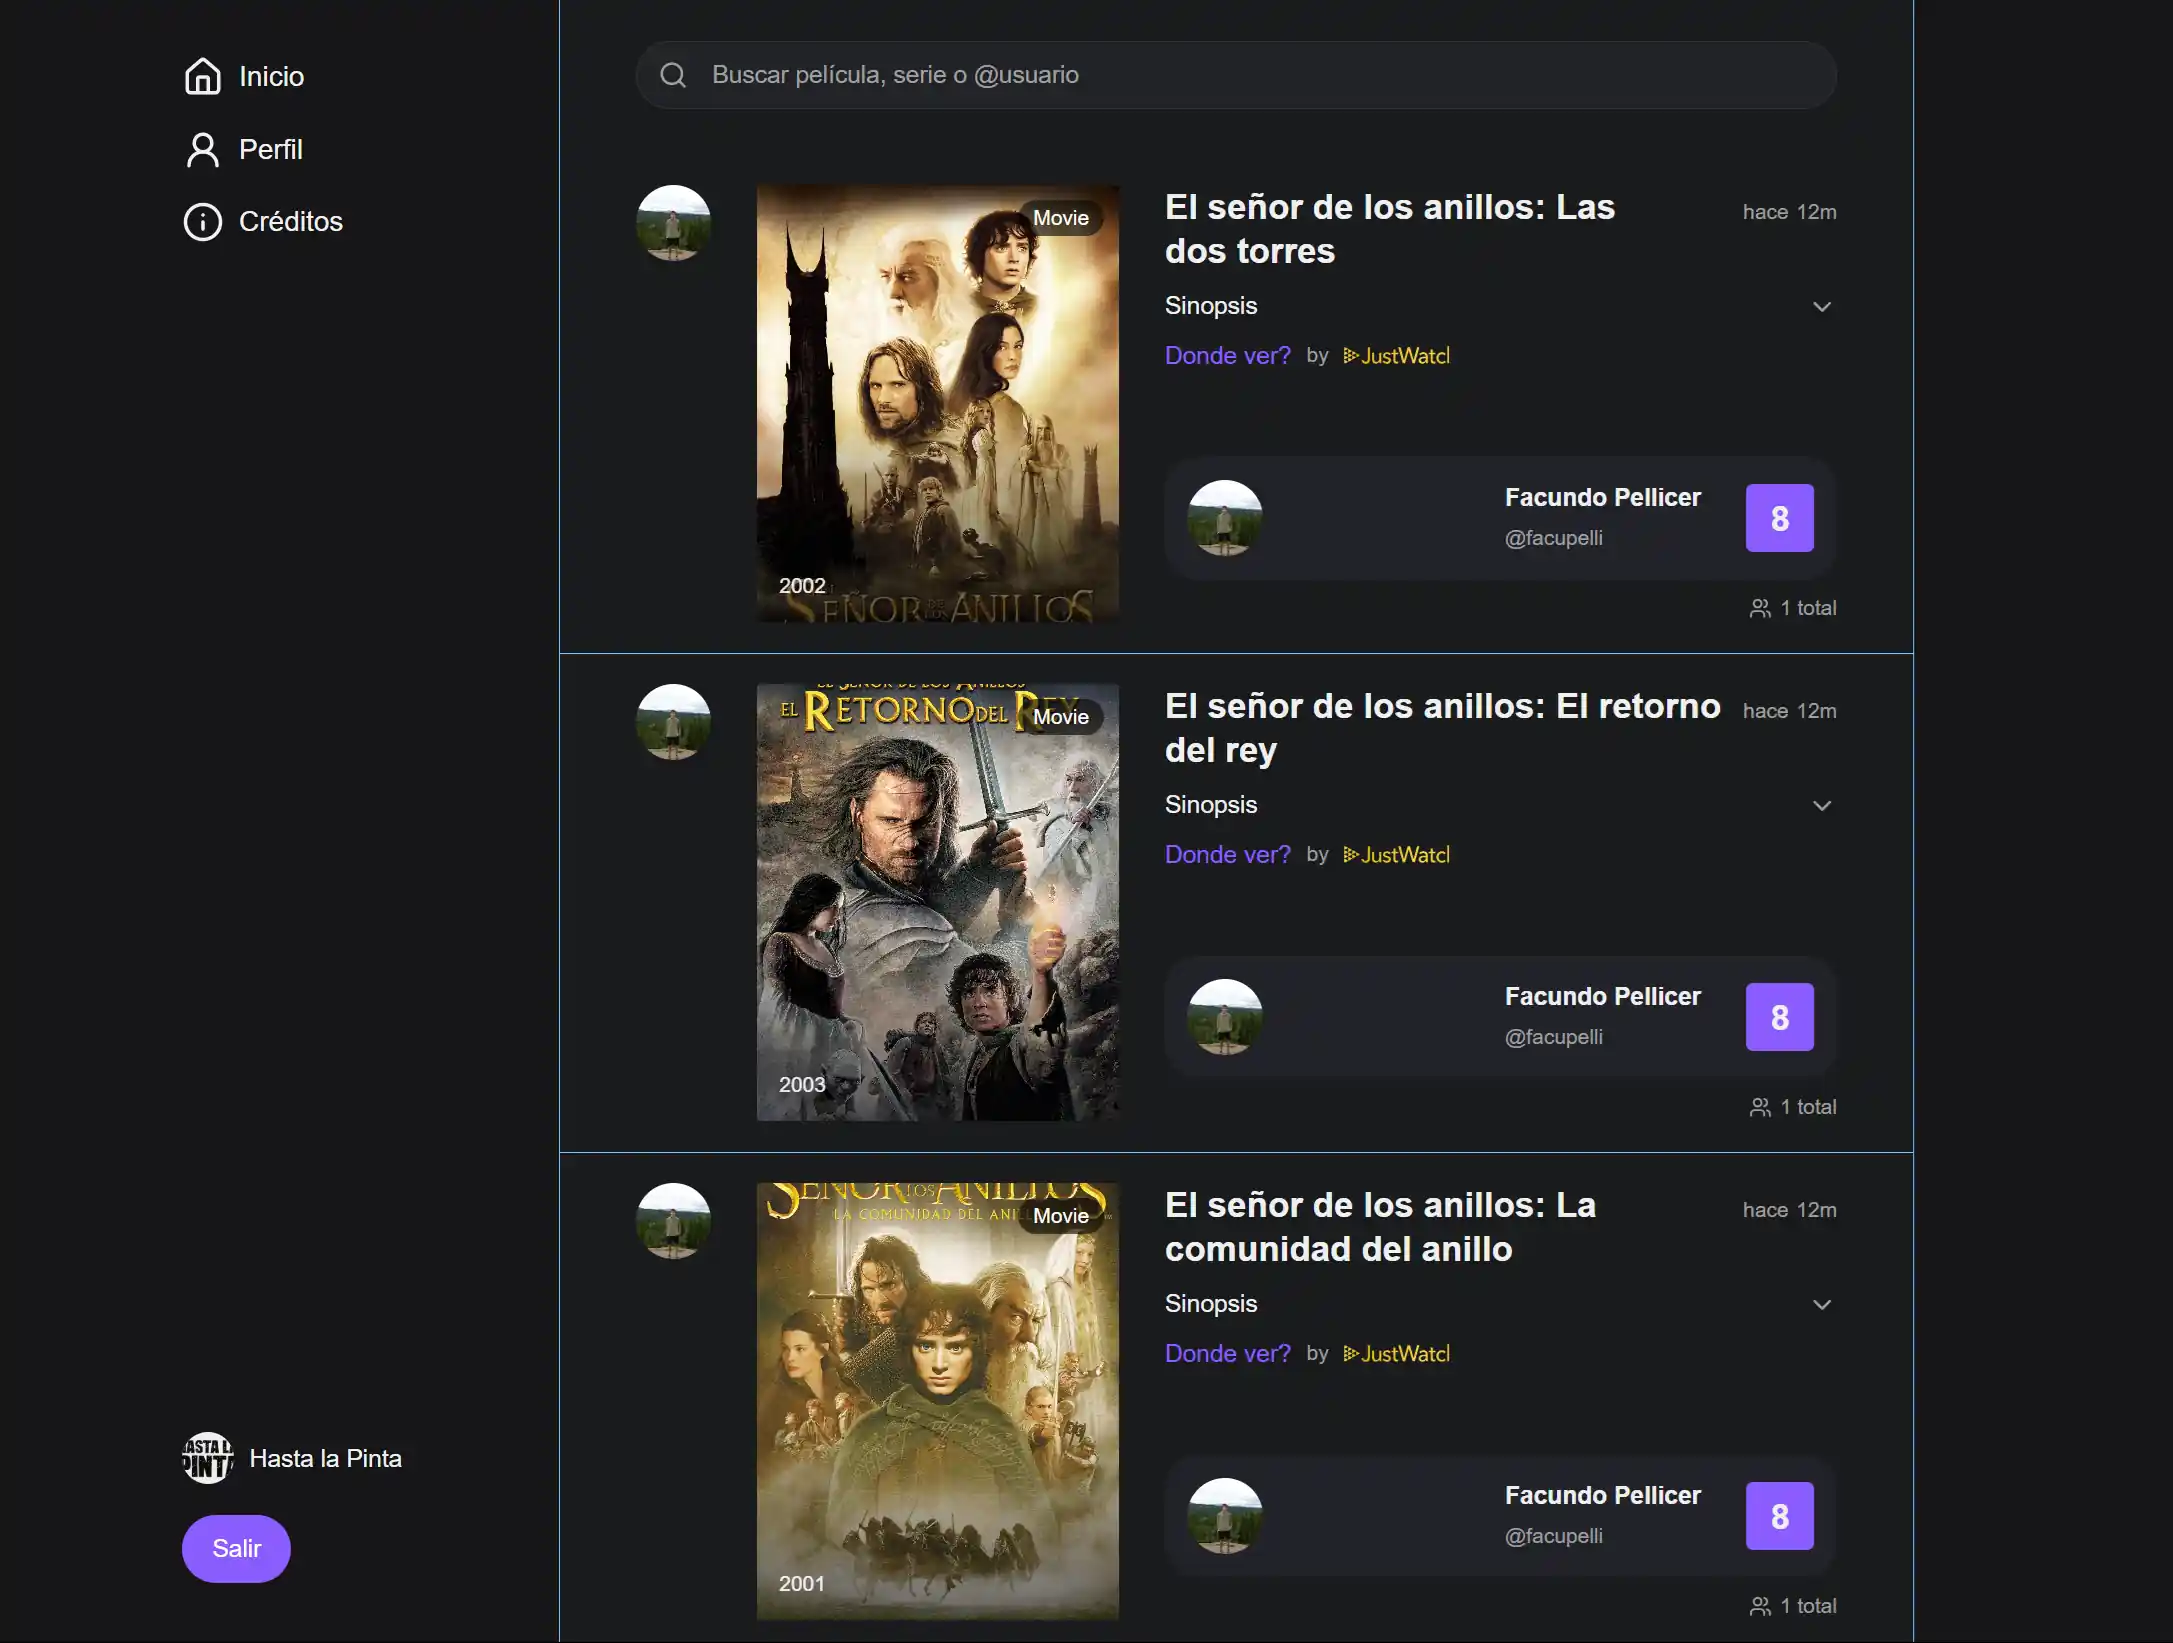 Inicio
Perfil
Créditos
Hasta la Pinta
Salir
Buscar película, serie o @usuario
Movie
2002
SEÑOR DE LOS ANILLOS
El señor de los anillos: Las
dos torres
hace 12m
Sinopsis
Donde ver? by JustWatcl
Facundo Pellicer
@facupelli
8
1 total
EL SEÑOR DE LOS ANILLOS
EL RETORNO DEL REY
Movie
2003
El señor de los anillos: El retorno
del rey
hace 12m
Sinopsis
Donde ver? by JustWatcl
Facundo Pellicer
@facupelli
8
1 total
SEÑOR DE LOS ANILLOS
LA COMUNIDAD DEL ANI
Movie
2001
El señor de los anillos: La
comunidad del anillo
hace 12m
Sinopsis
Donde ver? by JustWatcl
Facundo Pellicer
@facupelli
8
1 total